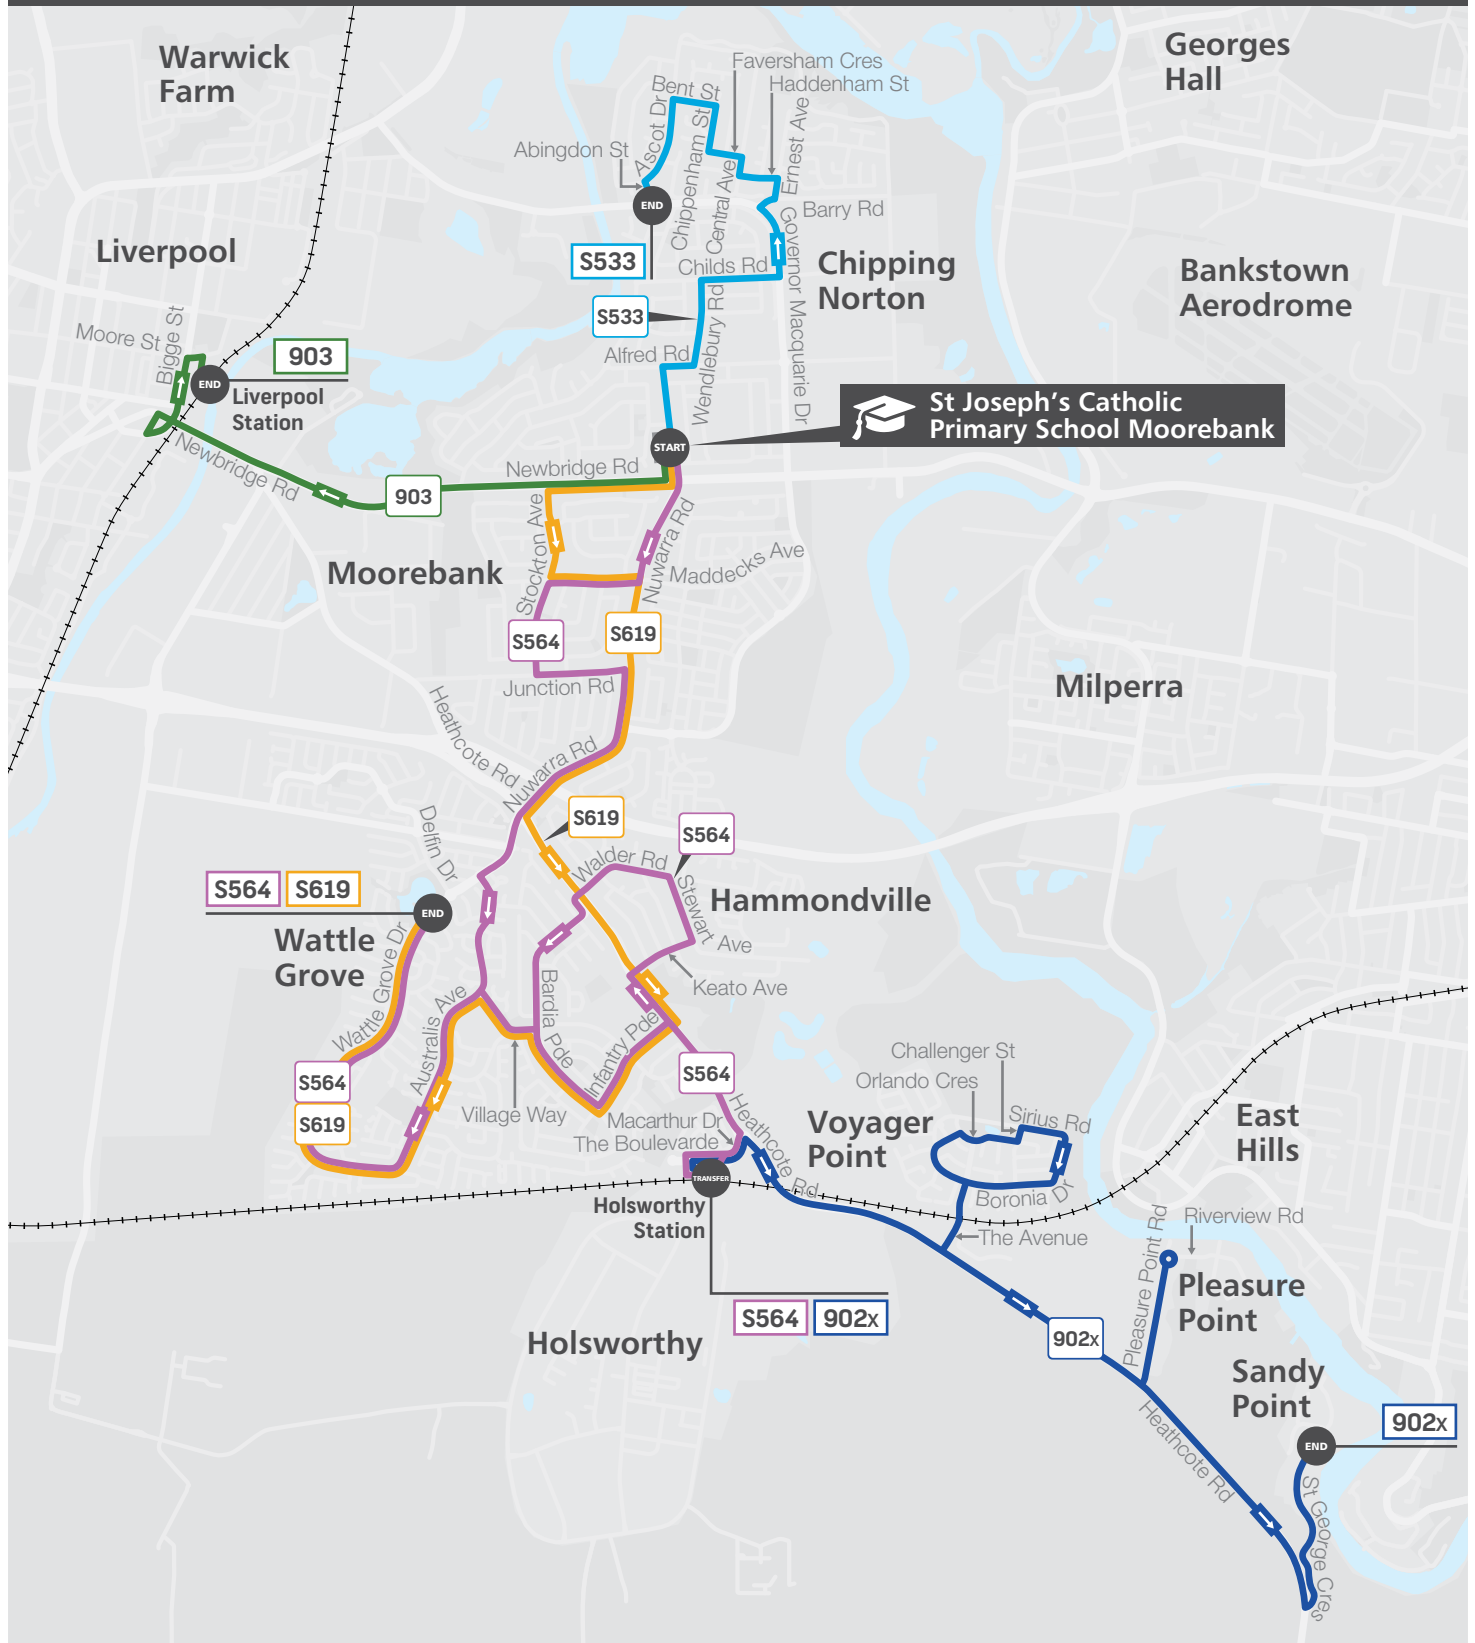 Warwick
Farm
Georges
Hall
Faversham Cres
Haddenham St
Bent St
Ascot Dr
Abingdon St
Chippenham St
Central Ave
Ernest Ave
Barry Rd
END
S533
Liverpool
Childs Rd
Governor Macquarie Dr
Chipping
Norton
Bankstown
Aerodrome
S533
Wendlebury Rd
Alfred Rd
Moore St
Bigge St
903
END
Liverpool
Station
St Joseph's Catholic
Primary School Moorebank
START
Newbridge Rd
Newbridge Rd
903
Stockton Ave
Nuwarra Rd
Maddecks Ave
Moorebank
S564
S619
Junction Rd
Milperra
Heathcote Rd
Nuwarra Rd
S619
S564
Delfin Dr
Walder Rd
Stewart Ave
Hammondville
S564
S619
END
Wattle
Grove
Wattle Grove Dr
Keato Ave
Australis Ave
Bardia Pde
Infantry Pde
S564
S619
S564
Village Way
Macarthur Dr
The Boulevarde
Heathcote Rd
TRANSFER
Holsworthy
Station
Voyager
Point
Challenger St
Orlando Cres
Sirius Rd
Boronia Dr
The Avenue
East
Hills
Riverview Rd
Pleasure Point Rd
Pleasure
Point
S564
902x
Holsworthy
902x
Sandy
Point
902x
END
Heathcote Rd
St George Cres